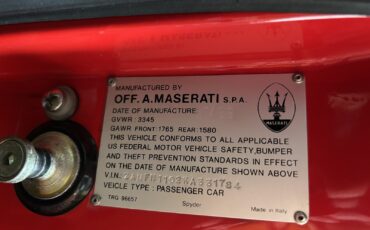 MANUFACTURED BY
OFF. A. MASERATI S.P.A.
DATE OF MANUFACTURE:
GVWR 3345
GAWR FRONT:1765 REAR:1580
THIS VEHICLE CONFORMS TO ALL APPLICABLE
US FEDERAL MOTOR VEHICLE SAFETY, BUMPER
AND THEFT PREVENTION STANDARDS IN EFFECT
ON THE DATE OF MANUFACTURE SHOWN ABOVE
V.I.N.
VEICLE TYPE : PASSENGER CAR
TRG 96657
Spyder
Made in Italy
MASERATI